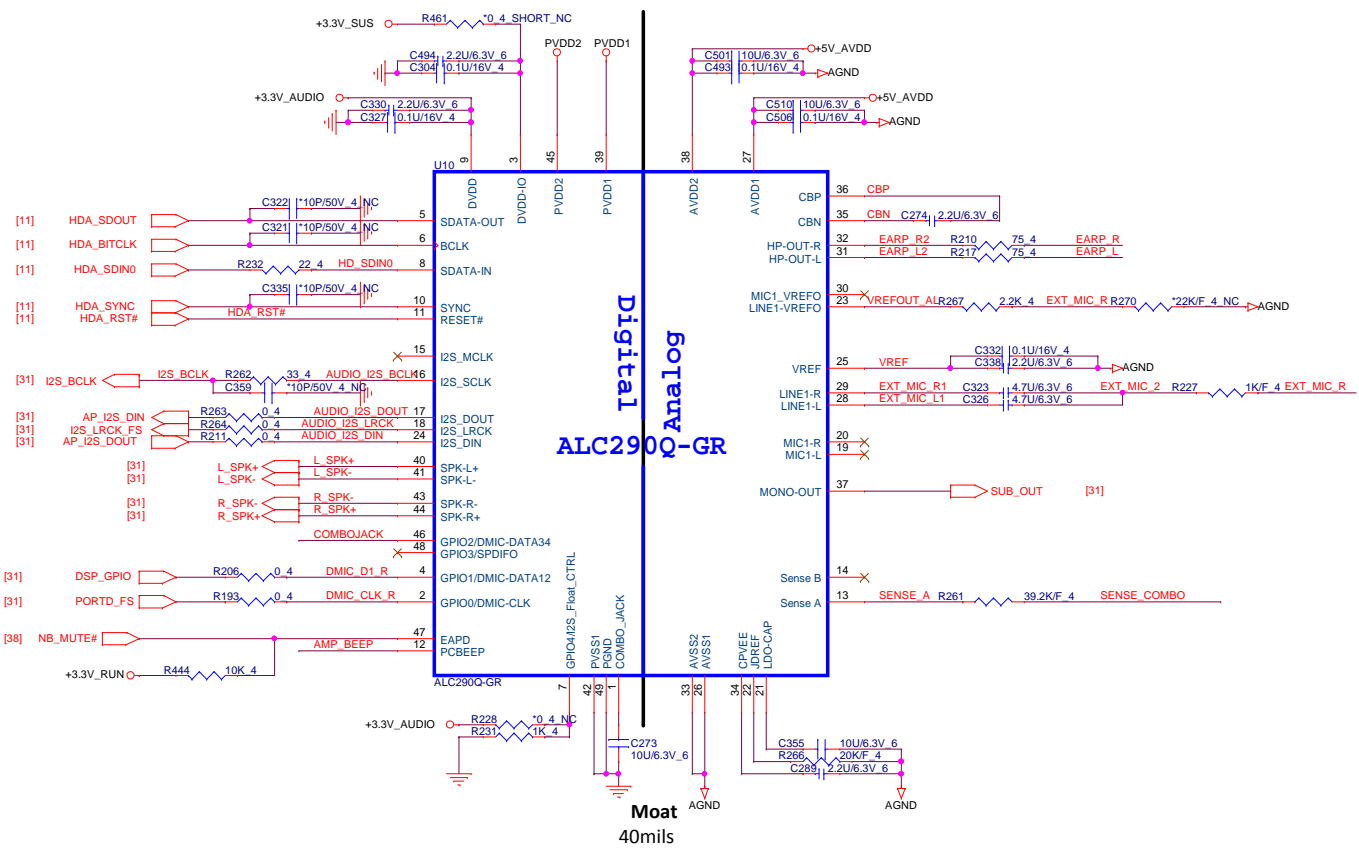 +3.3V_SUS R461 *0_4_SHORT_NC
PVDD2 PVDD1
C494 2.2U/6.3V_6
C304 0.1U/16V_4
C501 10U/6.3V_6 +5V_AVDD
C493 0.1U/16V_4 AGND
+3.3V_AUDIO
C330 2.2U/6.3V_6
C327 0.1U/16V_4
+5V_AVDD
C510 10U/6.3V_6
C506 0.1U/16V_4 AGND
9 3 45 39 38 27
U10
DVDD DVDD-IO PVDD2 PVDD1 AVDD2 AVDD1
C322 *10P/50V_4_NC
[11] HDA_SDOUT 5 SDATA-OUT
C321 *10P/50V_4_NC
[11] HDA_BITCLK 6 BCLK
[11] HDA_SDIN0 R232 22_4 HD_SDIN0 8 SDATA-IN
C335 *10P/50V_4_NC
[11] HDA_SYNC 10 SYNC
[11] HDA_RST# HDA_RST# 11 RESET#
15 I2S_MCLK
[31] I2S_BCLK I2S_BCLK R262 33_4 AUDIO_I2S_BCLK 16 I2S_SCLK
C359 *10P/50V_4_NC
[31] AP_I2S_DIN R263 0_4 AUDIO_I2S_DOUT 17 I2S_DOUT
[31] I2S_LRCK_FS R264 0_4 AUDIO_I2S_LRCK 18 I2S_LRCK
[31] AP_I2S_DOUT R211 0_4 AUDIO_I2S_DIN 24 I2S_DIN
[31] L_SPK+ L_SPK+ 40 SPK-L+
[31] L_SPK- L_SPK- 41 SPK-L-
[31] R_SPK- R_SPK- 43 SPK-R-
[31] R_SPK+ R_SPK+ 44 SPK-R+
COMBOJACK 46 GPIO2/DMIC-DATA34
48 GPIO3/SPDIFO
[31] DSP_GPIO R206 0_4 DMIC_D1_R 4 GPIO1/DMIC-DATA12
[31] PORTD_FS R193 0_4 DMIC_CLK_R 2 GPIO0/DMIC-CLK
[38] NB_MUTE# 47 EAPD
AMP_BEEP 12 PCBEEP
+3.3V_RUN R444 10K_4
Digital
Analog
ALC290Q-GR
CBP 36 CBP
CBN 35 CBN C274 2.2U/6.3V_6
HP-OUT-R 32 EARP_R2 R210 75_4 EARP_R
HP-OUT-L 31 EARP_L2 R217 75_4 EARP_L
MIC1_VREFO 30
LINE1-VREFO 23 VREFOUT_AL R267 2.2K_4 EXT_MIC_R R270 *22K/F_4_NC AGND
C332 0.1U/16V_4
VREF 25 VREF C338 2.2U/6.3V_6 AGND
LINE1-R 29 EXT_MIC_R1 C323 4.7U/6.3V_6 EXT_MIC_2 R227 1K/F_4 EXT_MIC_R
LINE1-L 28 EXT_MIC_L1 C326 4.7U/6.3V_6
MIC1-R 20
MIC1-L 19
MONO-OUT 37 SUB_OUT [31]
Sense B 14
Sense A 13 SENSE_A R261 39.2K/F_4 SENSE_COMBO
GPIO4/I2S_Float_CTRL PVSS1 PGND COMBO_JACK AVSS2 AVSS1 CPVEE JDREF LDO-CAP
ALC290Q-GR
7 42 49 1 33 26 34 22 21
+3.3V_AUDIO R228 *0_4_NC
R231 1K_4
C273
10U/6.3V_6
C355 10U/6.3V_6
R266 20K/F_4
C289 2.2U/6.3V_6
AGND AGND
Moat
40mils